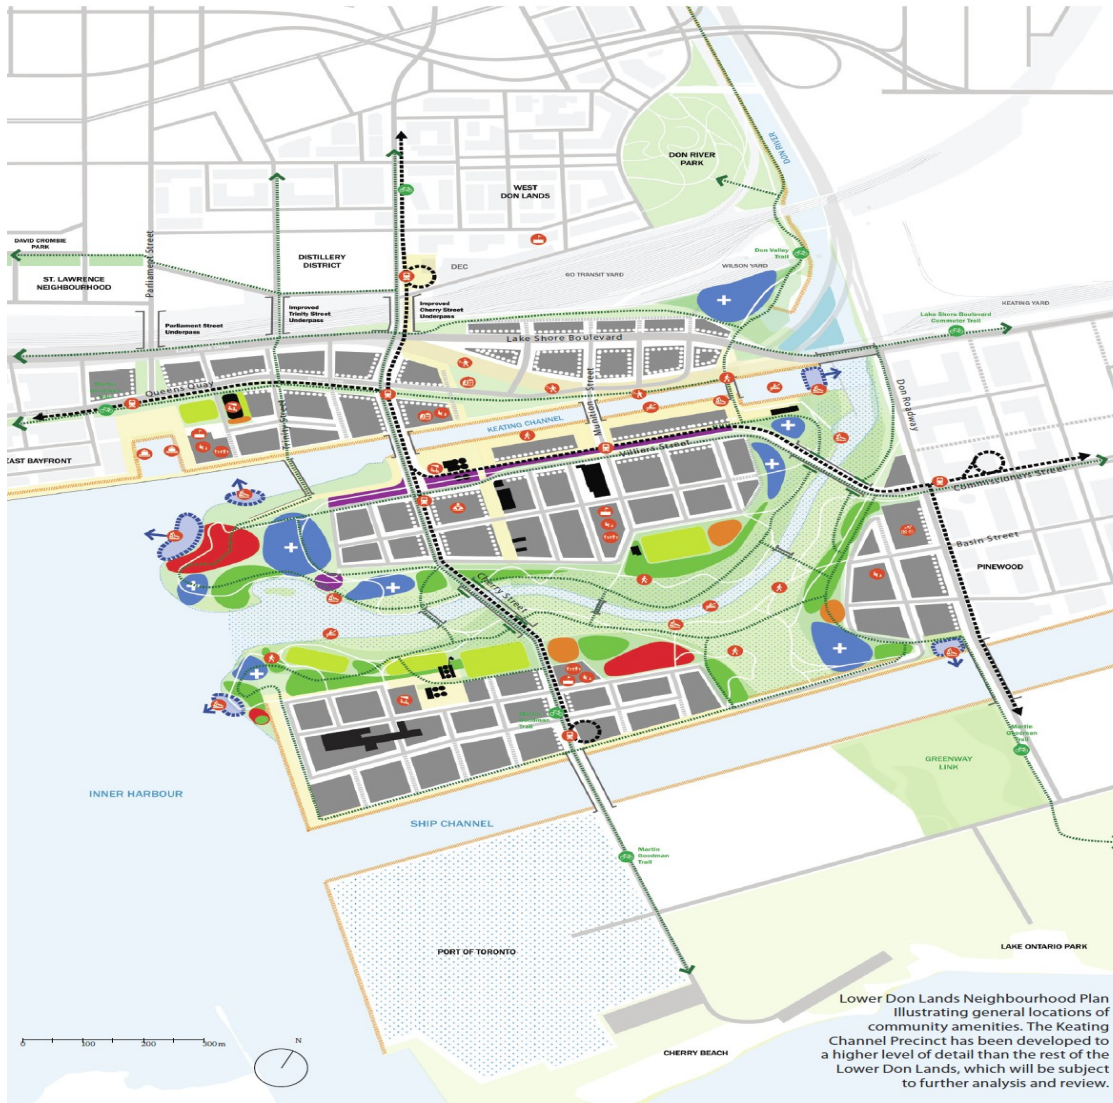 DON RIVER
DON RIVER
PARK
WEST
DON LANDS
DAVID CROMBIE
PARK
Parliament Street
ST. LAWRENCE
NEIGHBOURHOOD
DISTILLERY
DISTRICT
DEC
GO TRANSIT YARD
Don Valley
Trail
WILSON YARD
KEATING YARD
Parliament Street
Underpass
Improved
Trinity Street
Underpass
Improved
Cherry Street
Underpass
Lake Shore Boulevard
Commuter Trail
Lake Shore Boulevard
Queens Quay
Trinity Street
Munition Street
Don Roadway
KEATING CHANNEL
EAST BAYFRONT
Villiers Street
Commissioners Street
Basin Street
PINEWOOD
Cherry Street
Martin
Goodman
Trail
Martin
Goodman
Trail
GREENWAY
LINK
INNER HARBOUR
SHIP CHANNEL
Martin
Goodman
Trail
PORT OF TORONTO
LAKE ONTARIO PARK
CHERRY BEACH
Lower Don Lands Neighbourhood Plan
Illustrating general locations of
community amenities. The Keating
Channel Precinct has been developed to
a higher level of detail than the rest of the
Lower Don Lands, which will be subject
to further analysis and review.
0 100 200 300 m
N